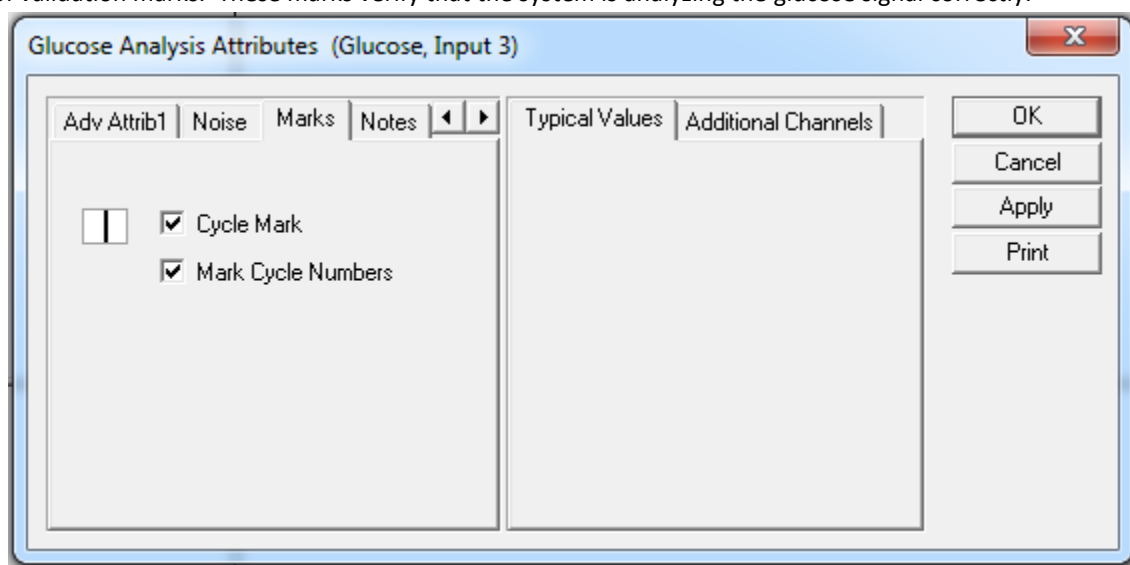 validation marks. These marks verify that the system is analyzing the glucose signal correctly.
Glucose Analysis Attributes (Glucose, Input 3)
Adv Attrib1 Noise Marks Notes
Typical Values Additional Channels
OK
Cancel
Apply
Print
Cycle Mark
Mark Cycle Numbers